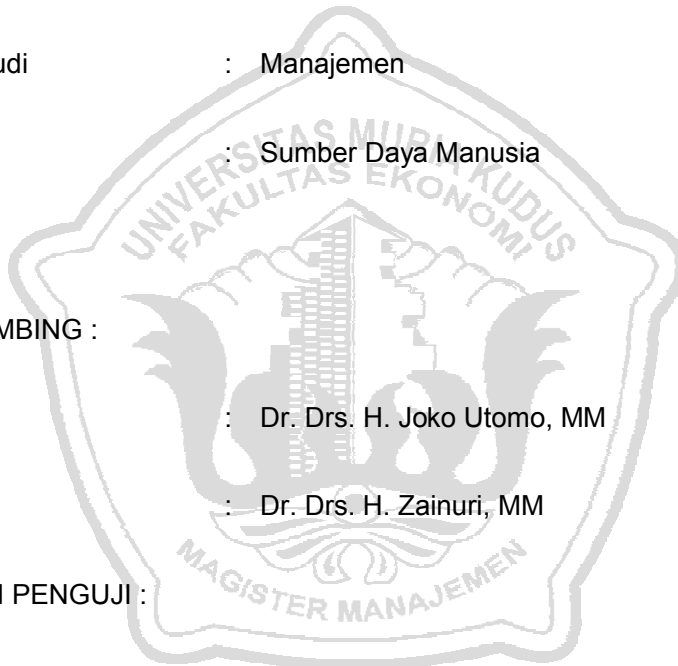 udi : Manajemen
: Sumber Daya Manusia
UNIVERSITAS MURIA KUDUS
FAKULTAS EKONOMI
MBING :
: Dr. Drs. H. Joko Utomo, MM
: Dr. Drs. H. Zainuri, MM
MAGISTER MANAJEMEN
PENGUJI :